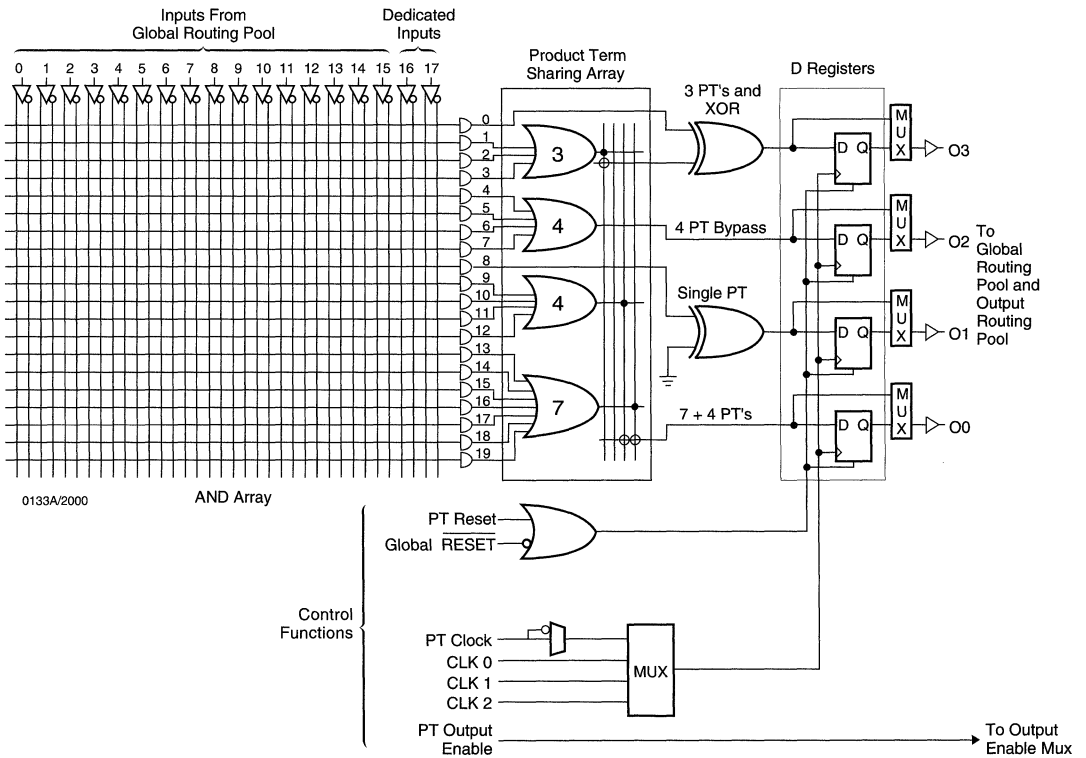 Inputs From
Global Routing Pool
Dedicated
Inputs
0 1 2 3 4 5 6 7 8 9 10 11 12 13 14 15 16 17
Product Term
Sharing Array
D Registers
3 PT's and
XOR
0
1
2
3
4
5
6
7
8
9
10
11
12
13
14
15
16
17
18
19
3
4
4
7
4 PT Bypass
Single PT
7 + 4 PT's
D Q
MUX
O3
D Q
MUX
O2
D Q
MUX
O1
D Q
MUX
O0
To
Global
Routing
Pool and
Output
Routing
Pool
0133A/2000
AND Array
PT Reset
Global RESET
Control
Functions
PT Clock
CLK 0
CLK 1
CLK 2
MUX
PT Output
Enable
To Output
Enable Mux